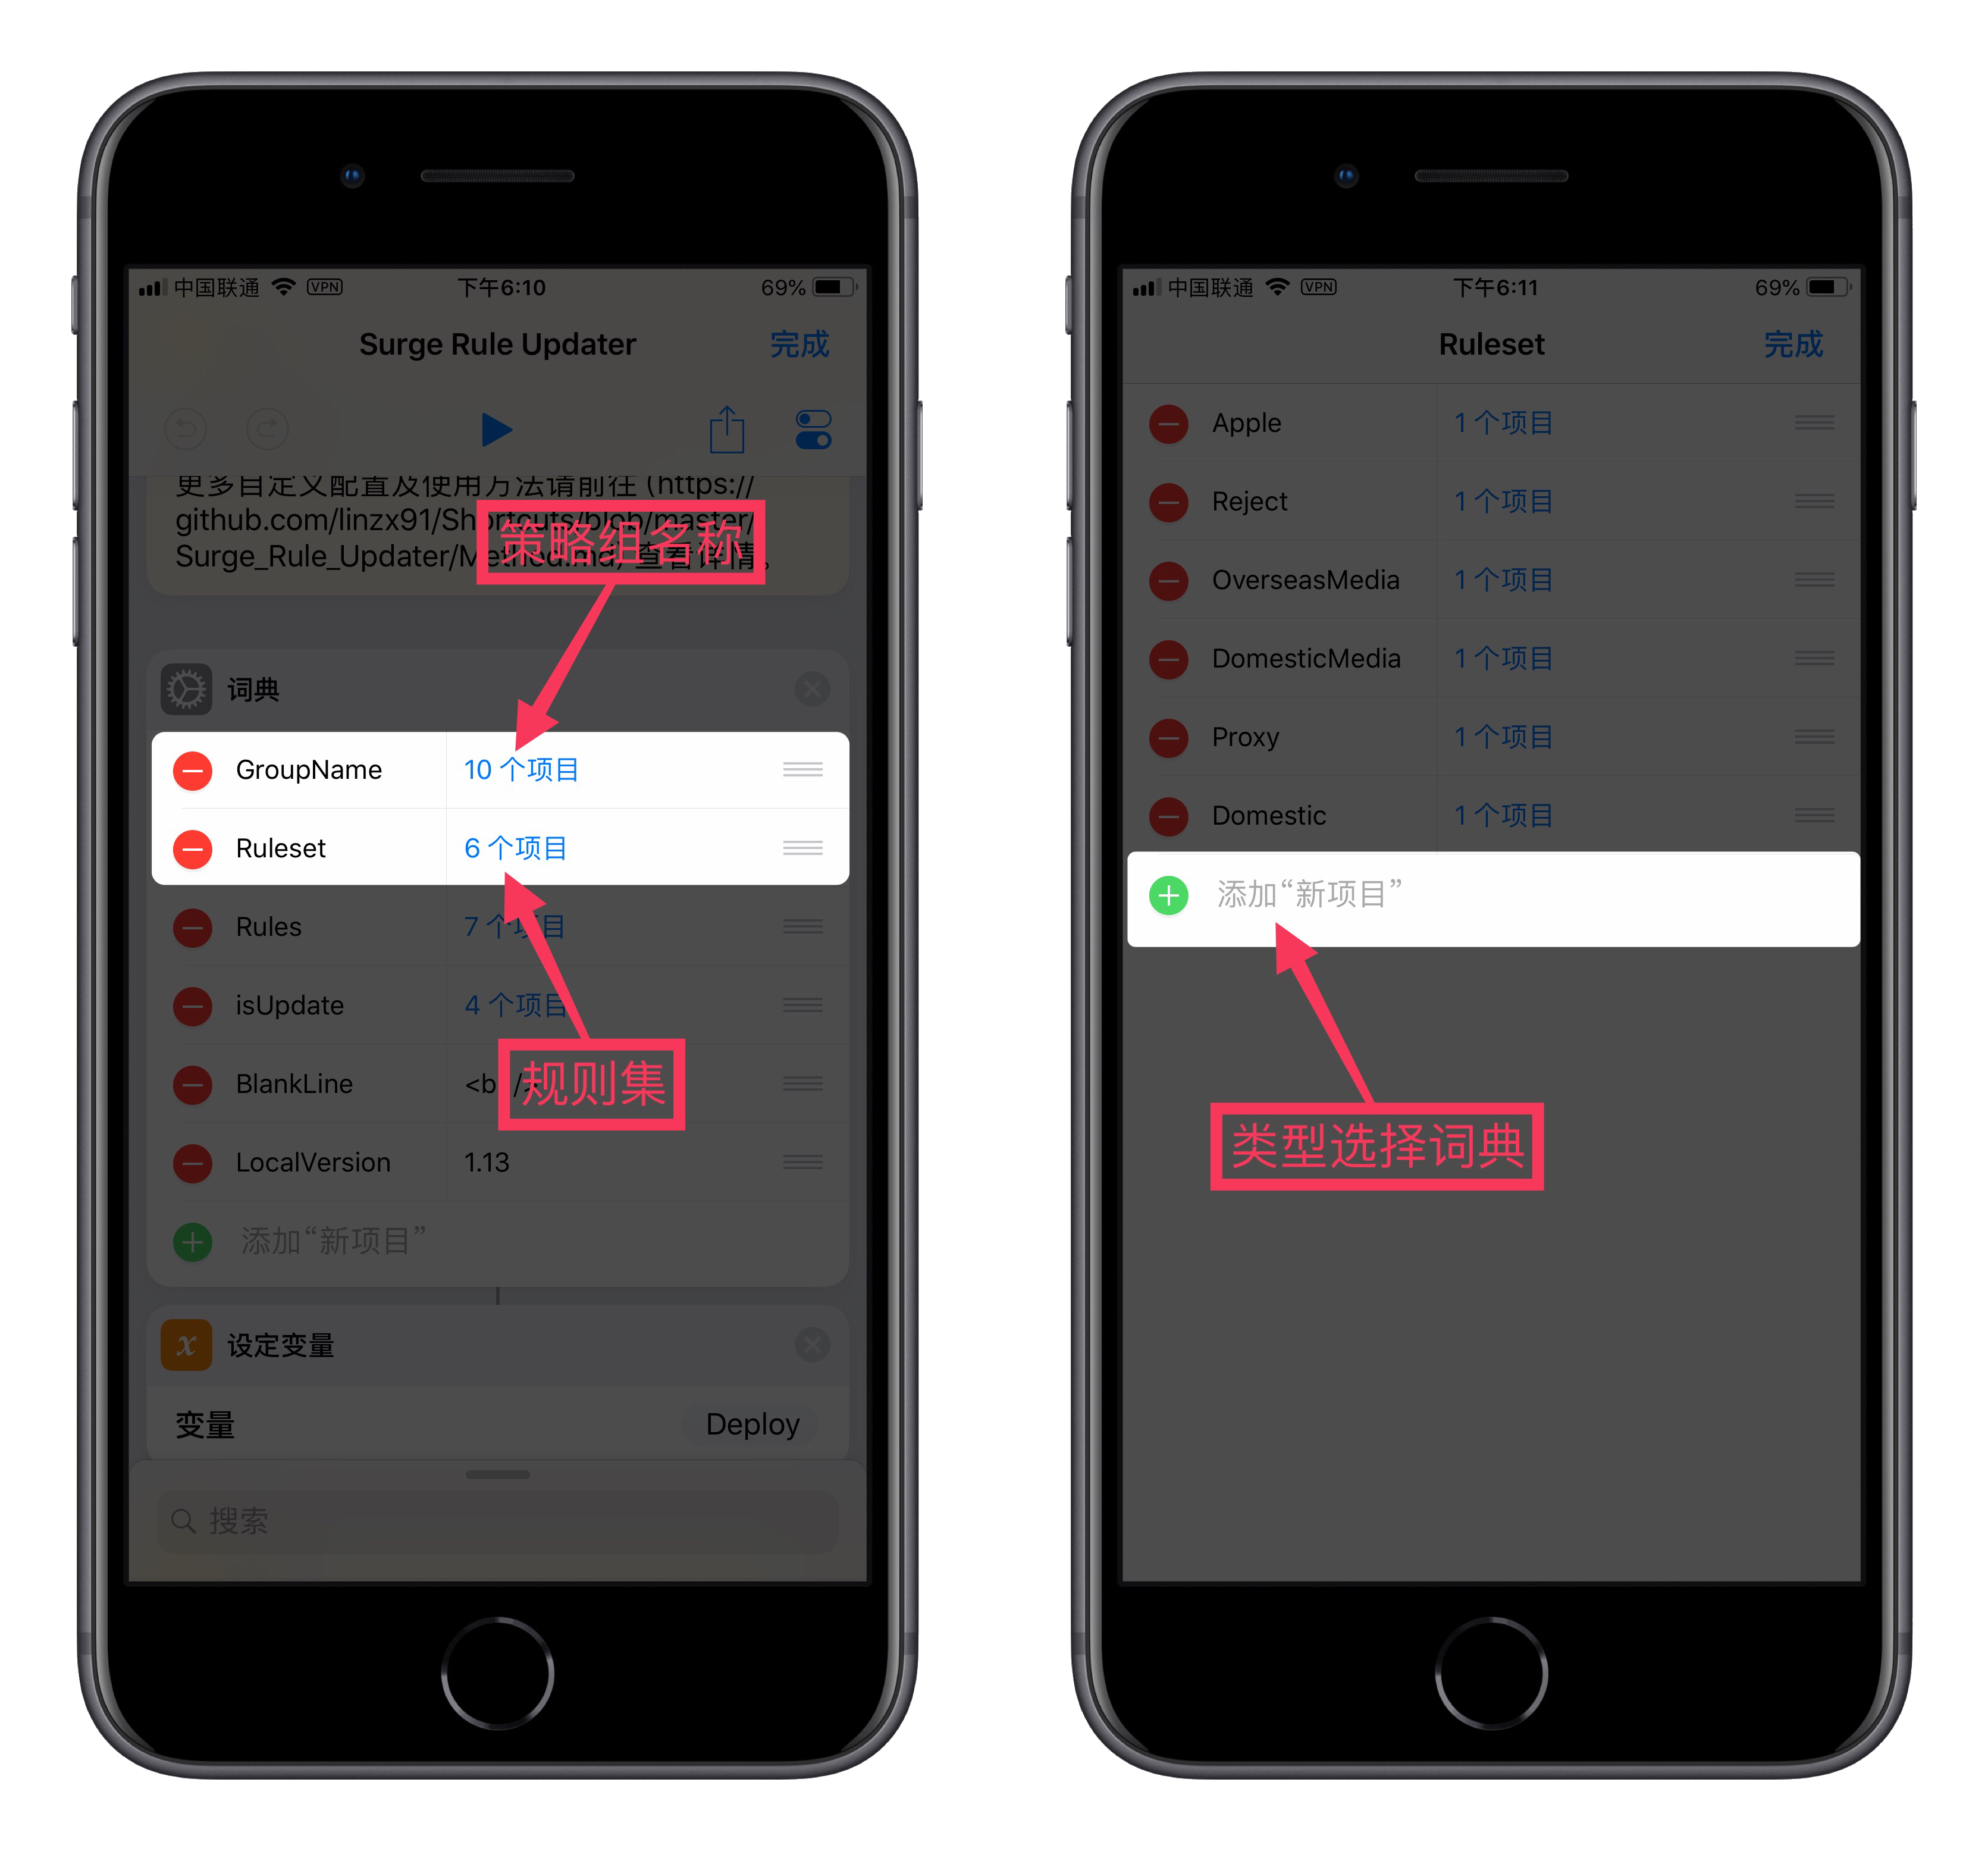 中国联通 VPN 下午6:10 69%
Surge Rule Updater 完成
更多自定义配置及使用方法请前往 (https://
github.com/linzx91/Shortcuts/blob/master/
Surge_Rule_Updater/Method.md) 查看详情。
策略组名称
词典
GroupName 10 个项目
Ruleset 6 个项目
Rules 7 个项目
isUpdate 4 个项目
规则集
BlankLine
LocalVersion 1.13
添加“新项目”
x 设定变量
变量 Deploy
搜索
中国联通 VPN 下午6:11 69%
Ruleset 完成
Apple 1 个项目
Reject 1 个项目
OverseasMedia 1 个项目
DomesticMedia 1 个项目
Proxy 1 个项目
Domestic 1 个项目
添加“新项目”
类型选择词典